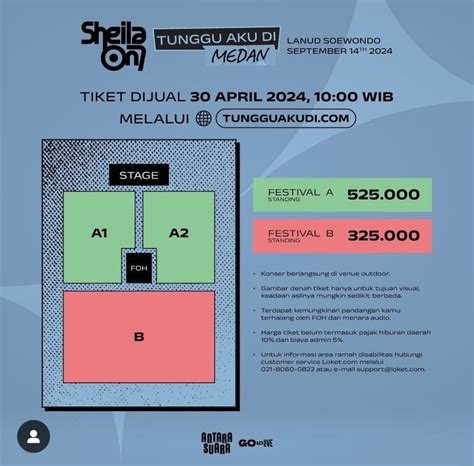 Sheila
On7
TUNGGU AKU DI
MEDAN
LANUD SOEWONDO
SEPTEMBER 14TH 2024
TIKET DIJUAL 30 APRIL 2024, 10:00 WIB
MELALUI TUNGGUAKUDI.COM
STAGE
A1
A2
FOH
B
FESTIVAL A 525.000
STANDING
FESTIVAL B 325.000
STANDING
• Konser berlangsung di venue outdoor.
• Gambar denah tiket hanya untuk tujuan visual,
keadaan aslinya mungkin sedikit berbeda.
• Terdapat kemungkinan pandangan kamu
terhalang oleh FOH dan menara audio.
• Harga tiket belum termasuk pajak hiburan daerah
10% dan biaya admin 5%.
• Untuk informasi area ramah disabilitas hubungi
customer service Loket.com melalui
021-8060-0822 atau e-mail support@loket.com.
ANTARA
SUARA